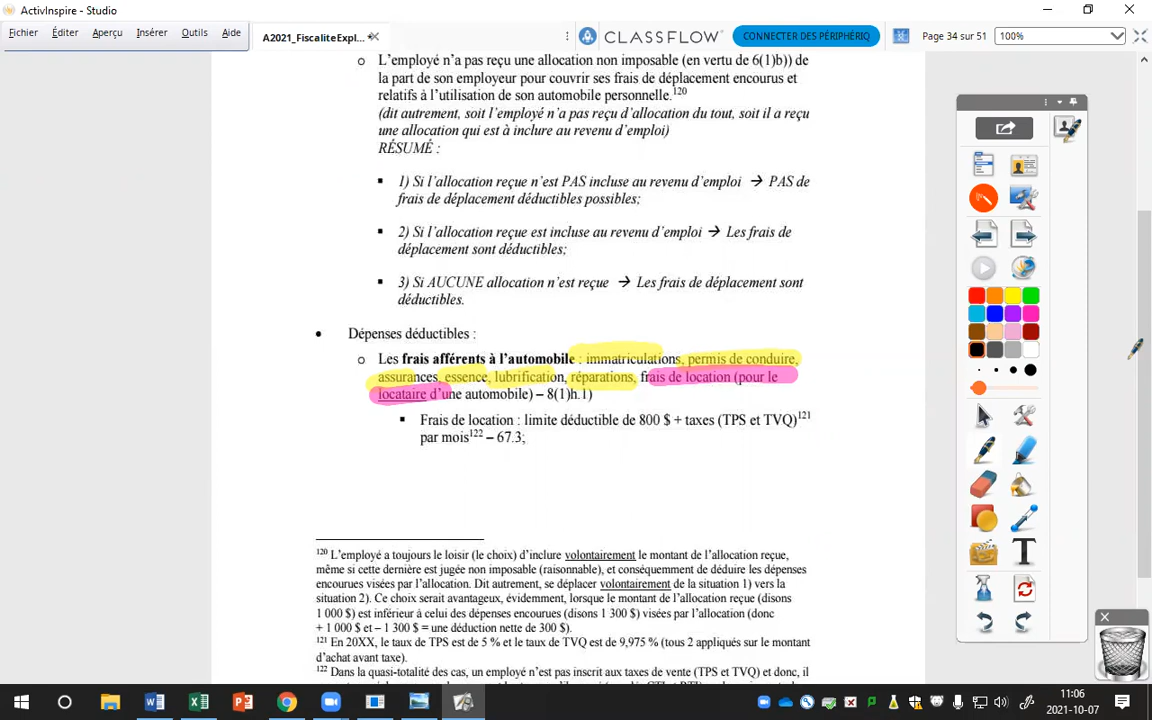 ActivInspire - Studio
Fichier Éditer Aperçu Insérer Outils Aide
A2021_FiscaliteExpl...
CLASSFLOW
CONNECTER DES PÉRIPHÉRIQ
Page 34 sur 51
100%
o L'employé n'a pas reçu une allocation non imposable (en vertu de 6(1)b)) de
la part de son employeur pour couvrir ses frais de déplacement encourus et
relatifs à l'utilisation de son automobile personnelle.120
(dit autrement, soit l'employé n'a pas reçu d'allocation du tout, soit il a reçu
une allocation qui est à inclure au revenu d'emploi)
RÉSUMÉ :
▪ 1) Si l'allocation reçue n'est PAS incluse au revenu d'emploi → PAS de
frais de déplacement déductibles possibles;
▪ 2) Si l'allocation reçue est incluse au revenu d'emploi → Les frais de
déplacement sont déductibles;
▪ 3) Si AUCUNE allocation n'est reçue → Les frais de déplacement sont
déductibles.
• Dépenses déductibles :
o Les frais afférents à l'automobile : immatriculations, permis de conduire,
assurances, essence, lubrification, réparations, frais de location (pour le
locataire d'une automobile) – 8(1)h.1)
▪ Frais de location : limite déductible de 800 $ + taxes (TPS et TVQ)121
par mois122 – 67.3;
120 L'employé a toujours le loisir (le choix) d'inclure volontairement le montant de l'allocation reçue,
même si cette dernière est jugée non imposable (raisonnable), et conséquemment de déduire les dépenses
encourues visées par l'allocation. Dit autrement, se déplacer volontairement de la situation 1) vers la
situation 2). Ce choix serait avantageux, évidemment, lorsque le montant de l'allocation reçue (disons
1 000 $) est inférieur à celui des dépenses encourues (disons 1 300 $) visées par l'allocation (donc
+ 1 000 $ et – 1 300 $ = une déduction nette de 300 $).
121 En 20XX, le taux de TPS est de 5 % et le taux de TVQ est de 9,975 % (tous 2 appliqués sur le montant
d'achat avant taxe).
122 Dans la quasi-totalité des cas, un employé n'est pas inscrit aux taxes de vente (TPS et TVQ) et donc, il
11:06
2021-10-07